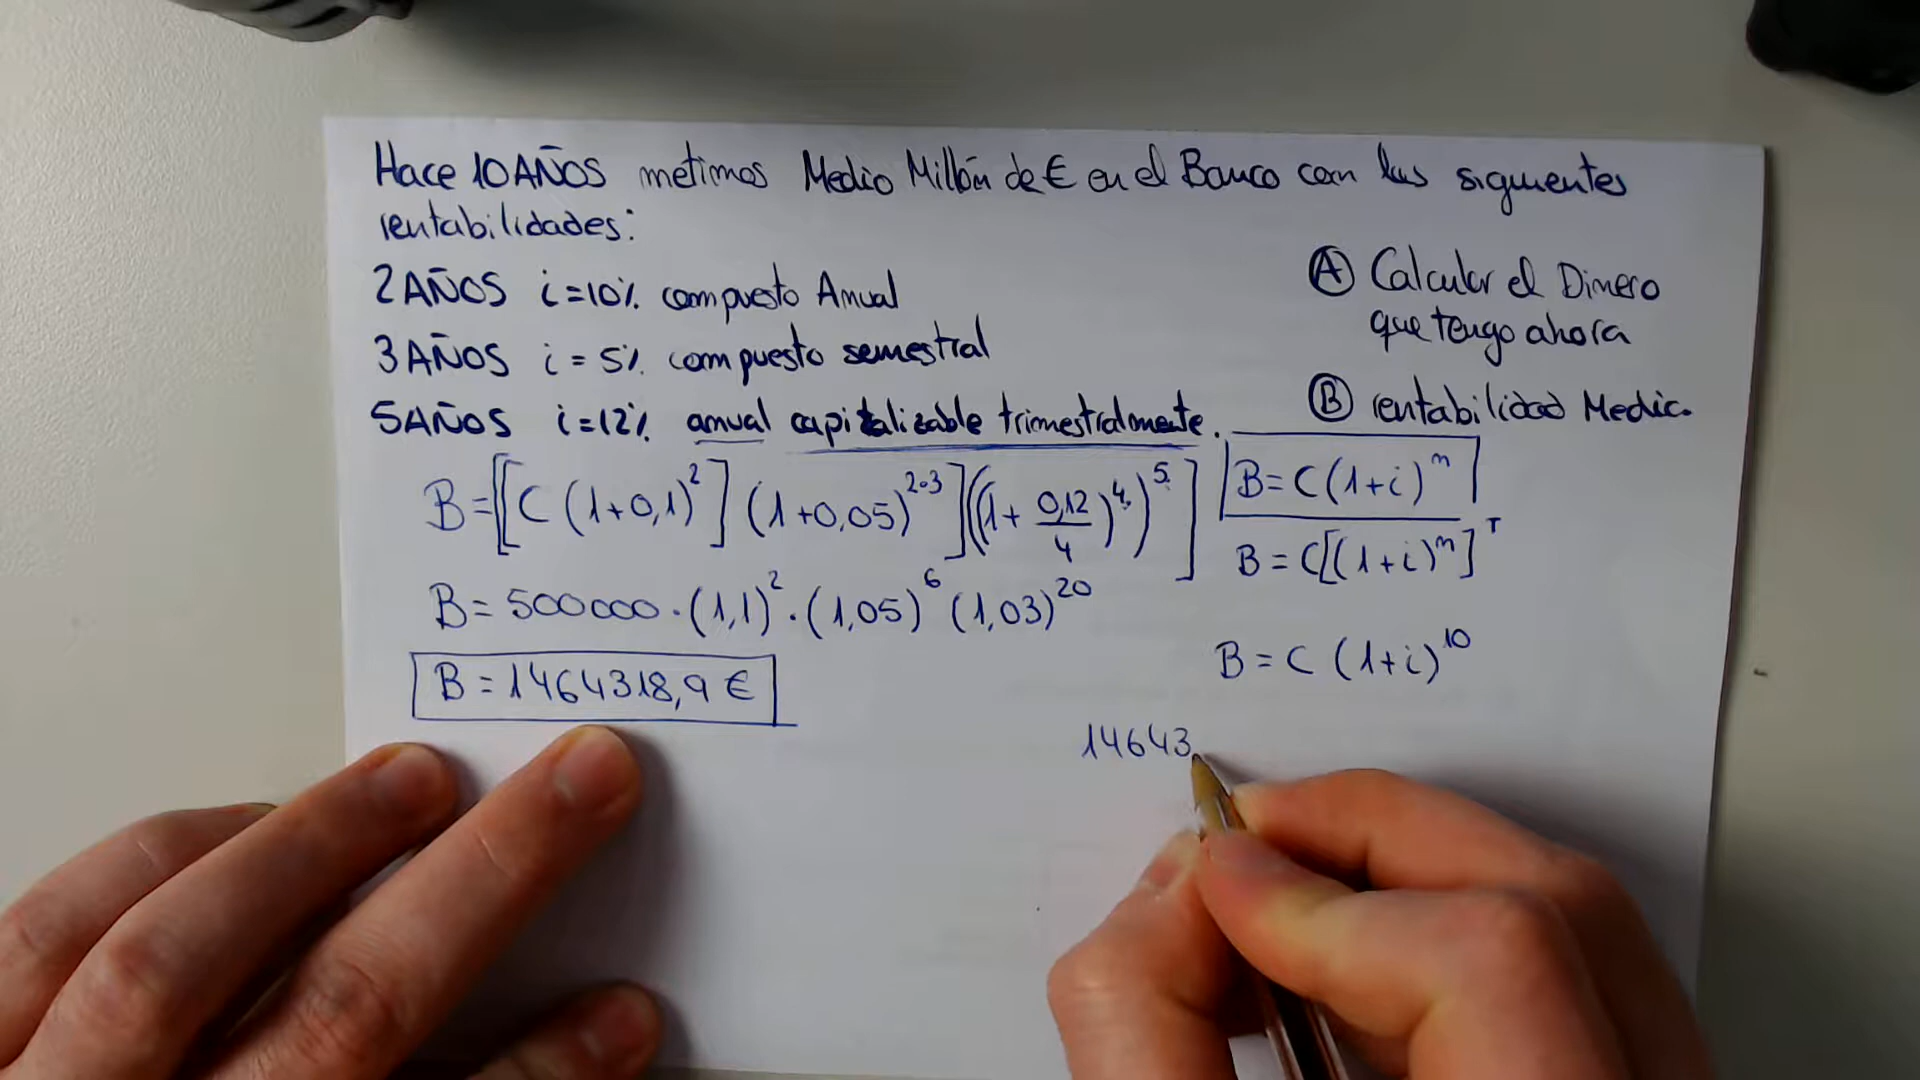 Hace 10 AÑOS metimos Medio Millón de € en el Banco con las siguientes
rentabilidades:
2 AÑOS i = 10% compuesto Anual
3 AÑOS i = 5% compuesto semestral
5 AÑOS i = 12% anual capitalizable trimestralmente.
Ⓐ Calcular el Dinero
que tengo ahora
Ⓑ rentabilidad Media.
B = [[C (1+0,1)²] (1+0,05)²·³]((1+ 0,12/4)⁴)⁵]
B = 500000 · (1,1)² · (1,05)⁶ (1,03)²⁰
B = 1464318,9 €
B = C (1+i)ⁿ
B = C[(1+i)ⁿ]ᵀ
B = C (1+i)¹⁰
14643